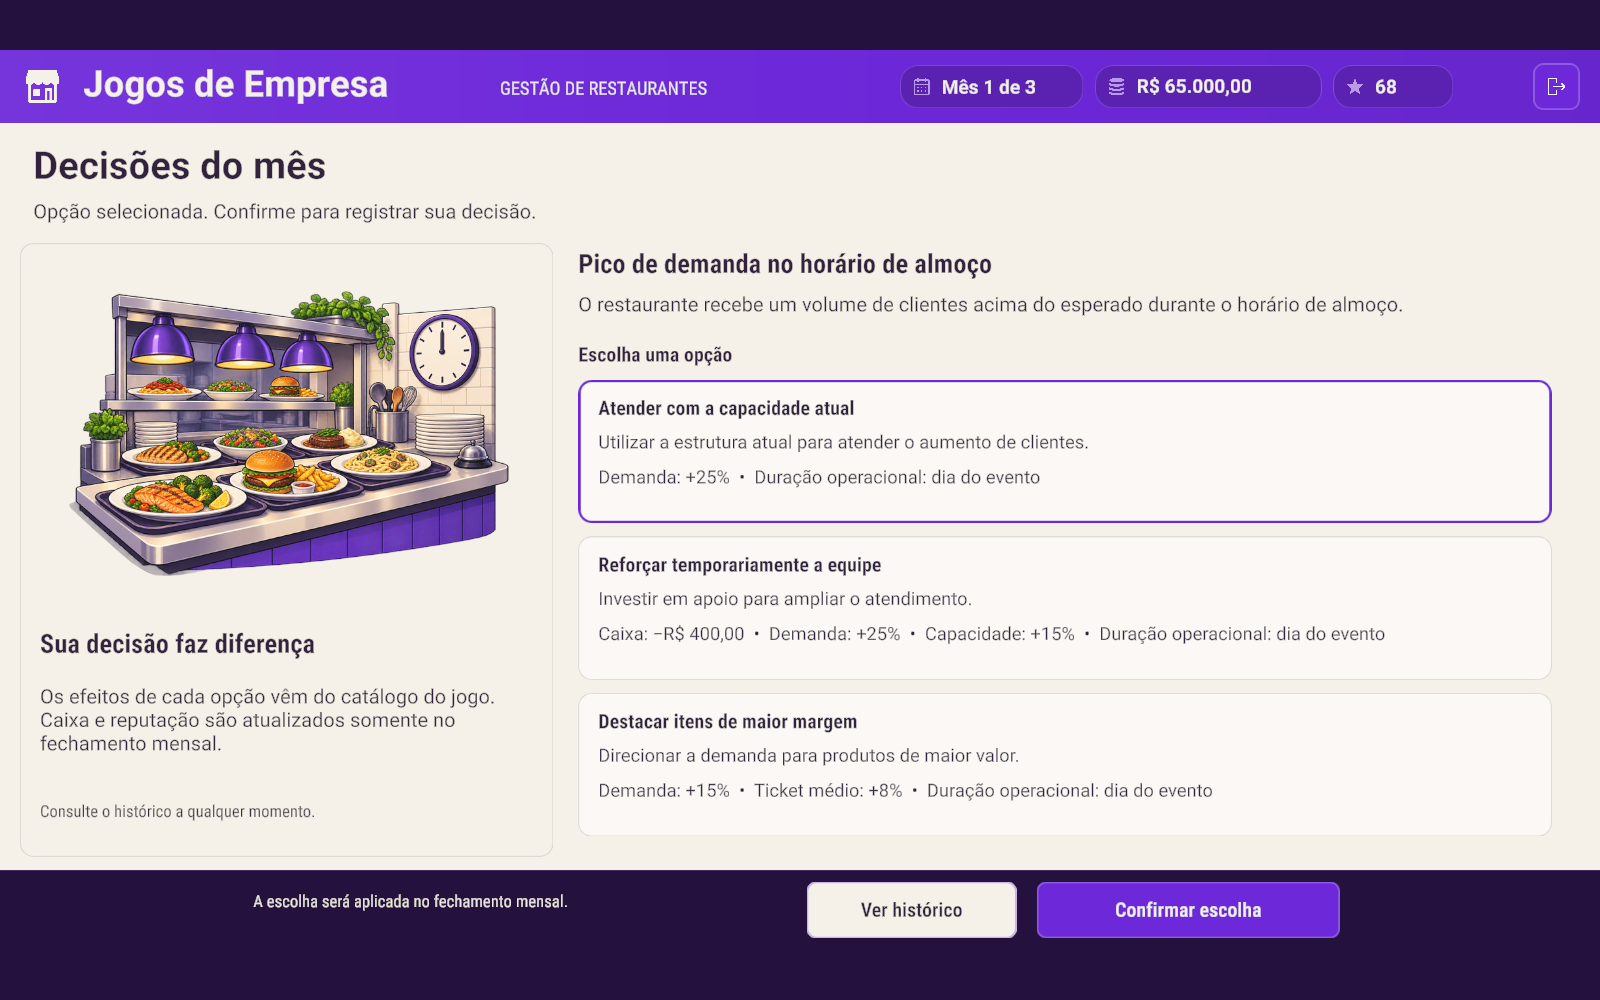 Jogos de Empresa
GESTÃO DE RESTAURANTES
Mês 1 de 3
R$ 65.000,00
68
Decisões do mês
Opção selecionada. Confirme para registrar sua decisão.
Sua decisão faz diferença
Os efeitos de cada opção vêm do catálogo do jogo.
Caixa e reputação são atualizados somente no
fechamento mensal.
Consulte o histórico a qualquer momento.
Pico de demanda no horário de almoço
O restaurante recebe um volume de clientes acima do esperado durante o horário de almoço.
Escolha uma opção
Atender com a capacidade atual
Utilizar a estrutura atual para atender o aumento de clientes.
Demanda: +25% • Duração operacional: dia do evento
Reforçar temporariamente a equipe
Investir em apoio para ampliar o atendimento.
Caixa: −R$ 400,00 • Demanda: +25% • Capacidade: +15% • Duração operacional: dia do evento
Destacar itens de maior margem
Direcionar a demanda para produtos de maior valor.
Demanda: +15% • Ticket médio: +8% • Duração operacional: dia do evento
A escolha será aplicada no fechamento mensal.
Ver histórico
Confirmar escolha